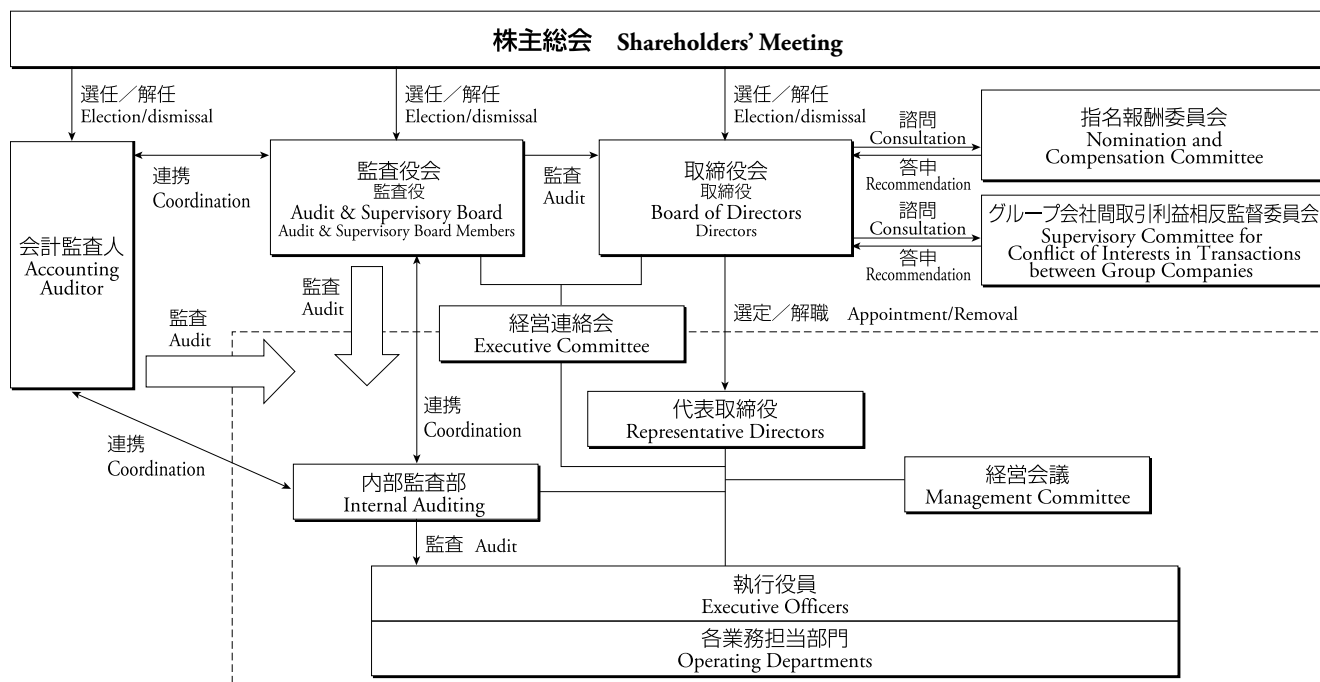 株主総会 Shareholders’ Meeting
選任／解任
Election/dismissal
選任／解任
Election/dismissal
選任／解任
Election/dismissal
諮問
Consultation
答申
Recommendation
指名報酬委員会
Nomination and
Compensation Committee
連携
Coordination
監査役会
監査役
Audit & Supervisory Board
Audit & Supervisory Board Members
監査
Audit
取締役会
取締役
Board of Directors
Directors
諮問
Consultation
答申
Recommendation
グループ会社間取引利益相反監督委員会
Supervisory Committee for
Conflict of Interests in Transactions
between Group Companies
会計監査人
Accounting
Auditor
監査
Audit
監査
Audit
経営連絡会
Executive Committee
選定／解職 Appointment/Removal
代表取締役
Representative Directors
連携
Coordination
連携
Coordination
内部監査部
Internal Auditing
経営会議
Management Committee
監査 Audit
執行役員
Executive Officers
各業務担当部門
Operating Departments